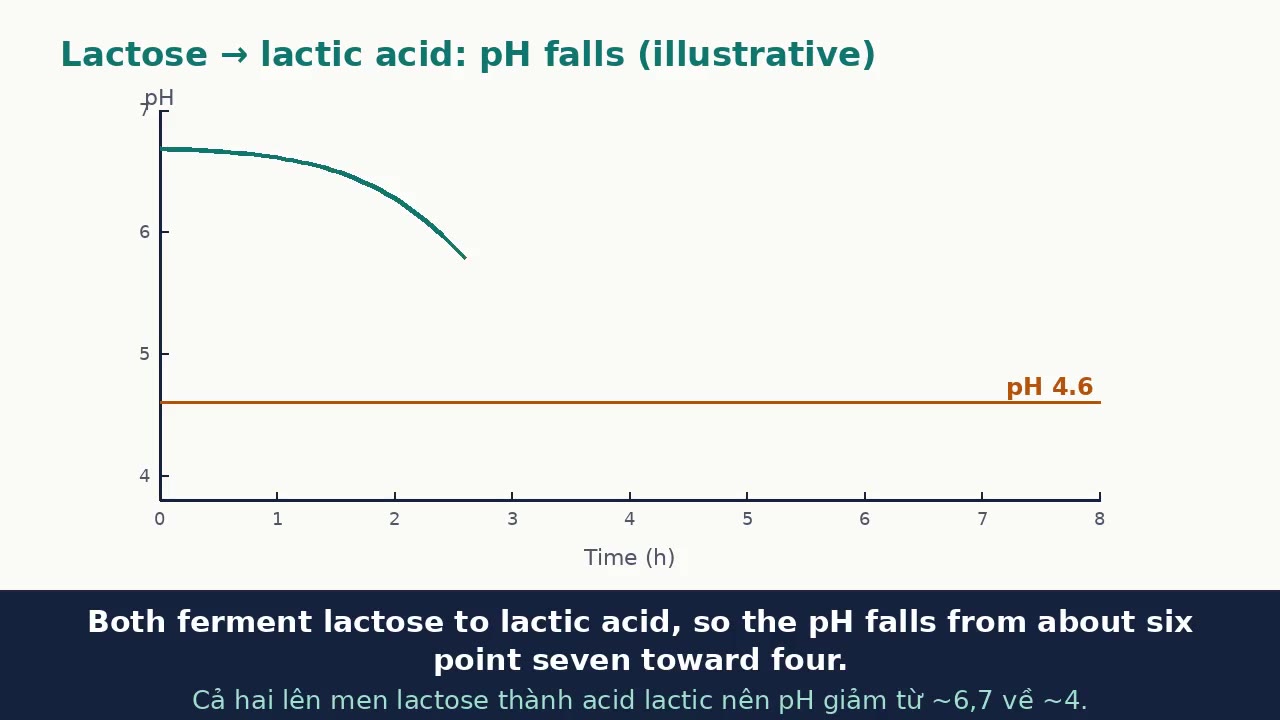 Lactose → lactic acid: pH falls (illustrative)
pH
7
6
5
4
pH 4.6
0 1 2 3 4 5 6 7 8
Time (h)
Both ferment lactose to lactic acid, so the pH falls from about six
point seven toward four.
Cả hai lên men lactose thành acid lactic nên pH giảm từ ~6,7 về ~4.